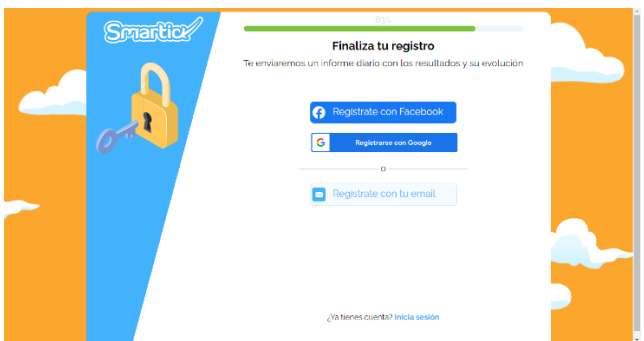 Smartick
83%
Finaliza tu registro
Te enviaremos un informe diario con los resultados y su evolución
Regístrate con Facebook
Registrarse con Google
o
Regístrate con tu email
¿Ya tienes cuenta? Inicia sesión